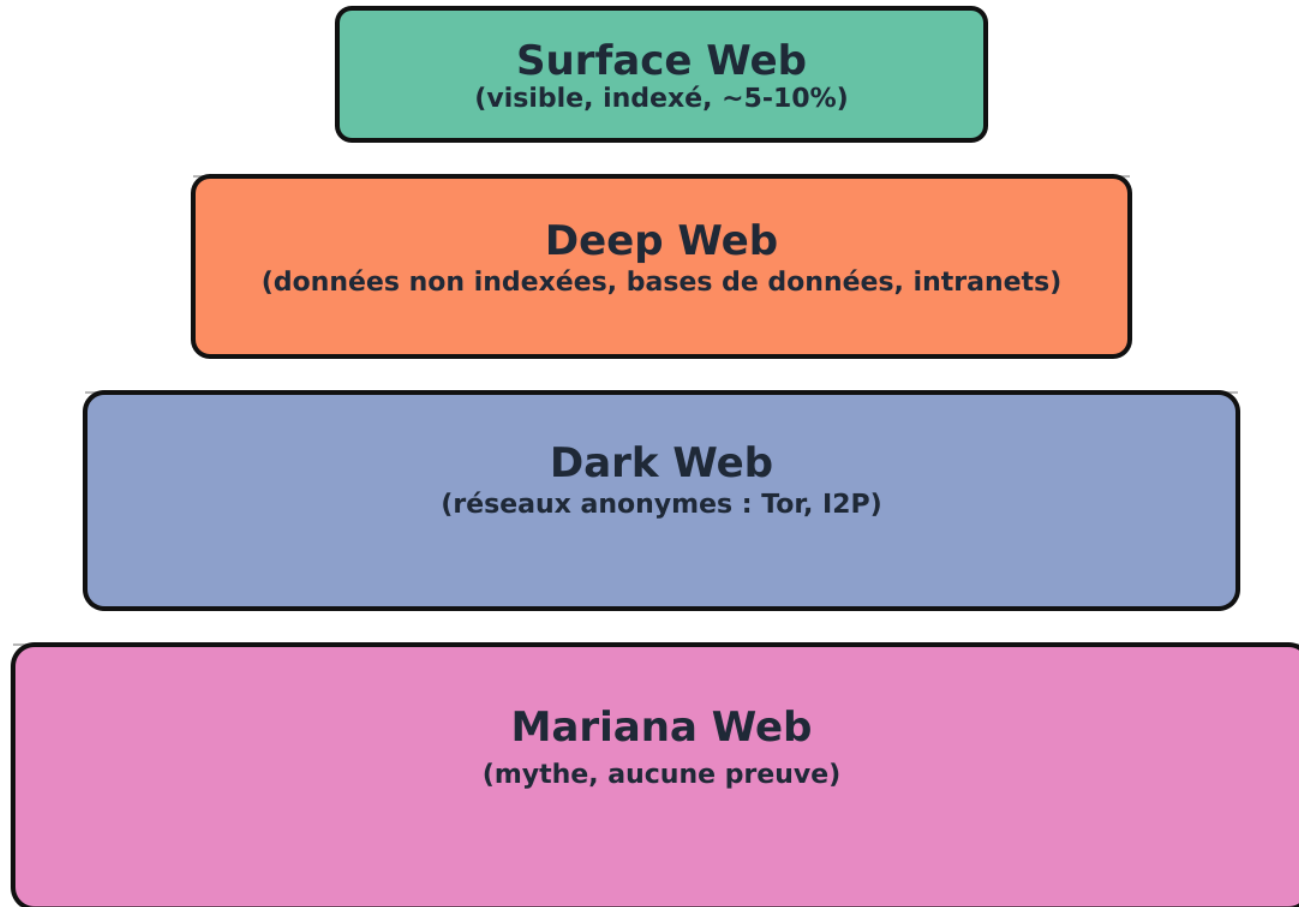 Surface Web
(visible, indexé, ~5-10%)
Deep Web
(données non indexées, bases de données, intranets)
Dark Web
(réseaux anonymes : Tor, I2P)
Mariana Web
(mythe, aucune preuve)